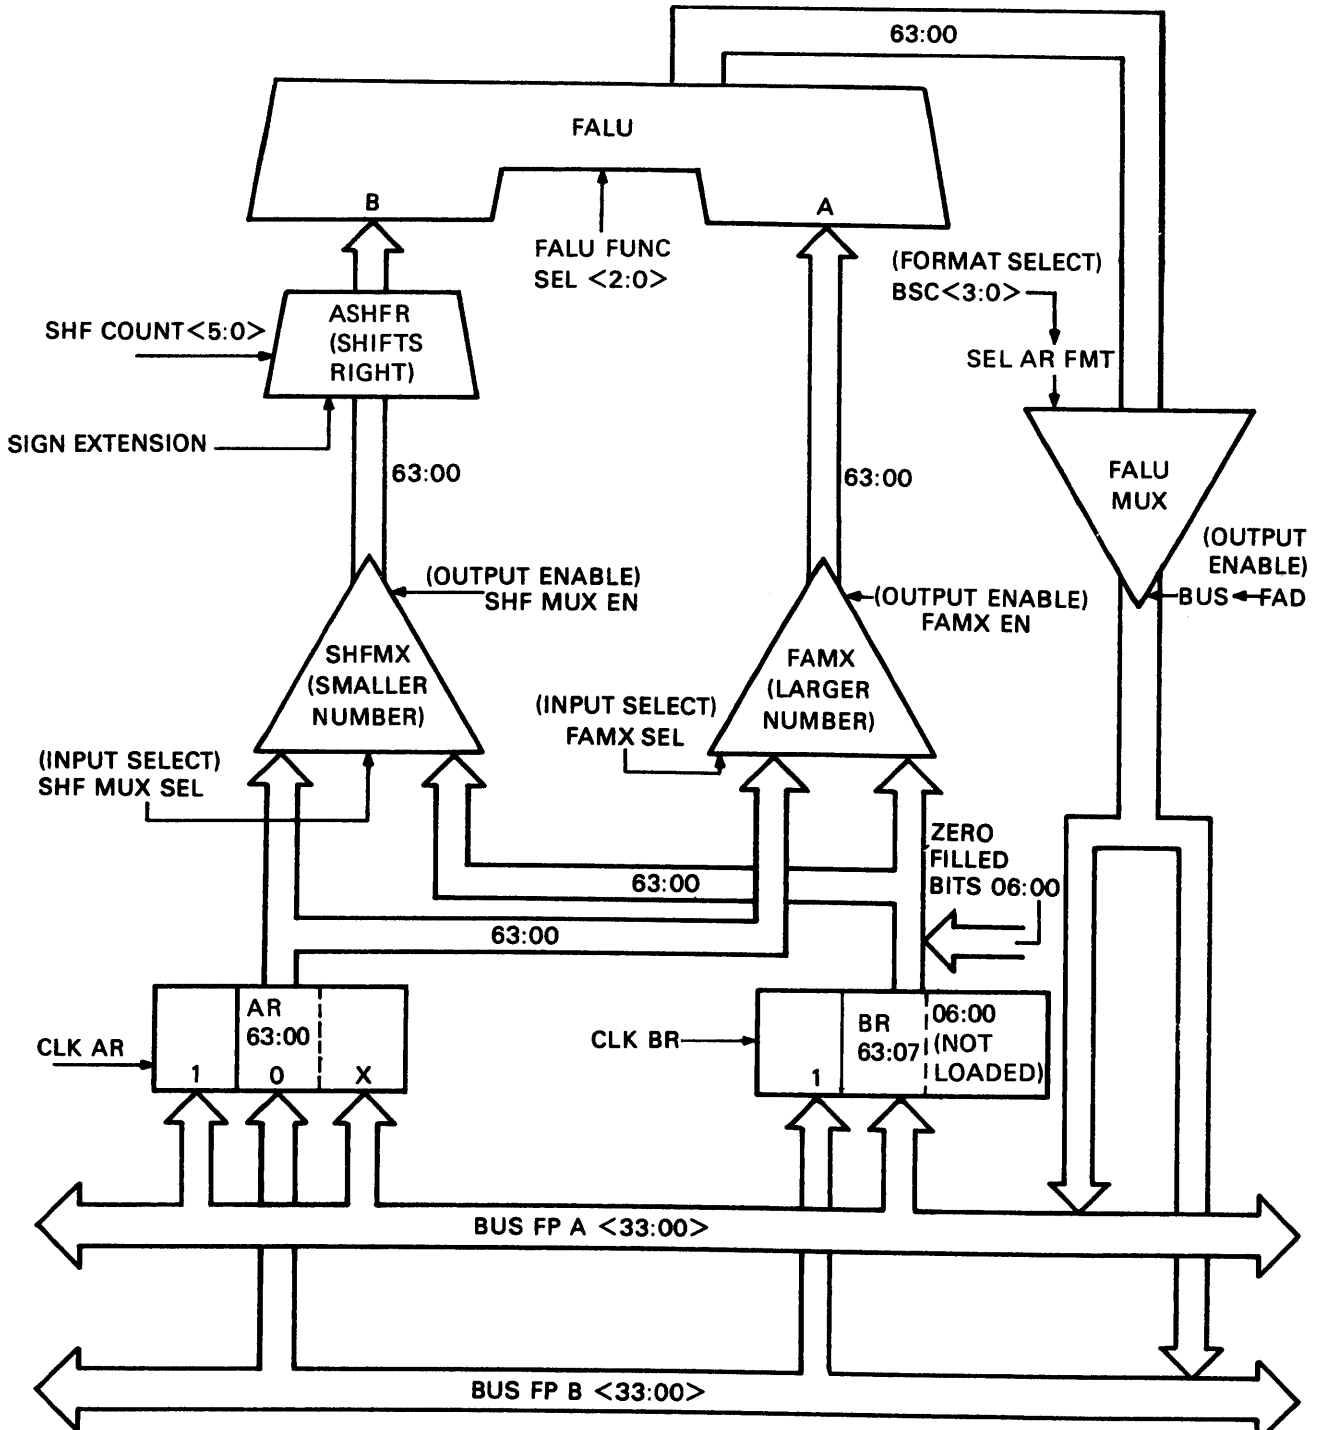 63:00
FALU
B
A
FALU FUNC
SEL <2:0>
(FORMAT SELECT)
BSC<3:0>
SEL AR FMT
ASHFR
(SHIFTS
RIGHT)
SHF COUNT<5:0>
SIGN EXTENSION
63:00
63:00
FALU
MUX
(OUTPUT
ENABLE)
BUS FAD
(OUTPUT ENABLE)
SHF MUX EN
(OUTPUT ENABLE)
FAMX EN
SHFMX
(SMALLER
NUMBER)
FAMX
(LARGER
NUMBER)
(INPUT SELECT)
FAMX SEL
(INPUT SELECT)
SHF MUX SEL
ZERO
FILLED
BITS 06:00
63:00
63:00
AR
63:00
1
0
X
CLK AR
CLK BR
BR
63:07
1
06:00
(NOT
LOADED)
BUS FP A <33:00>
BUS FP B <33:00>